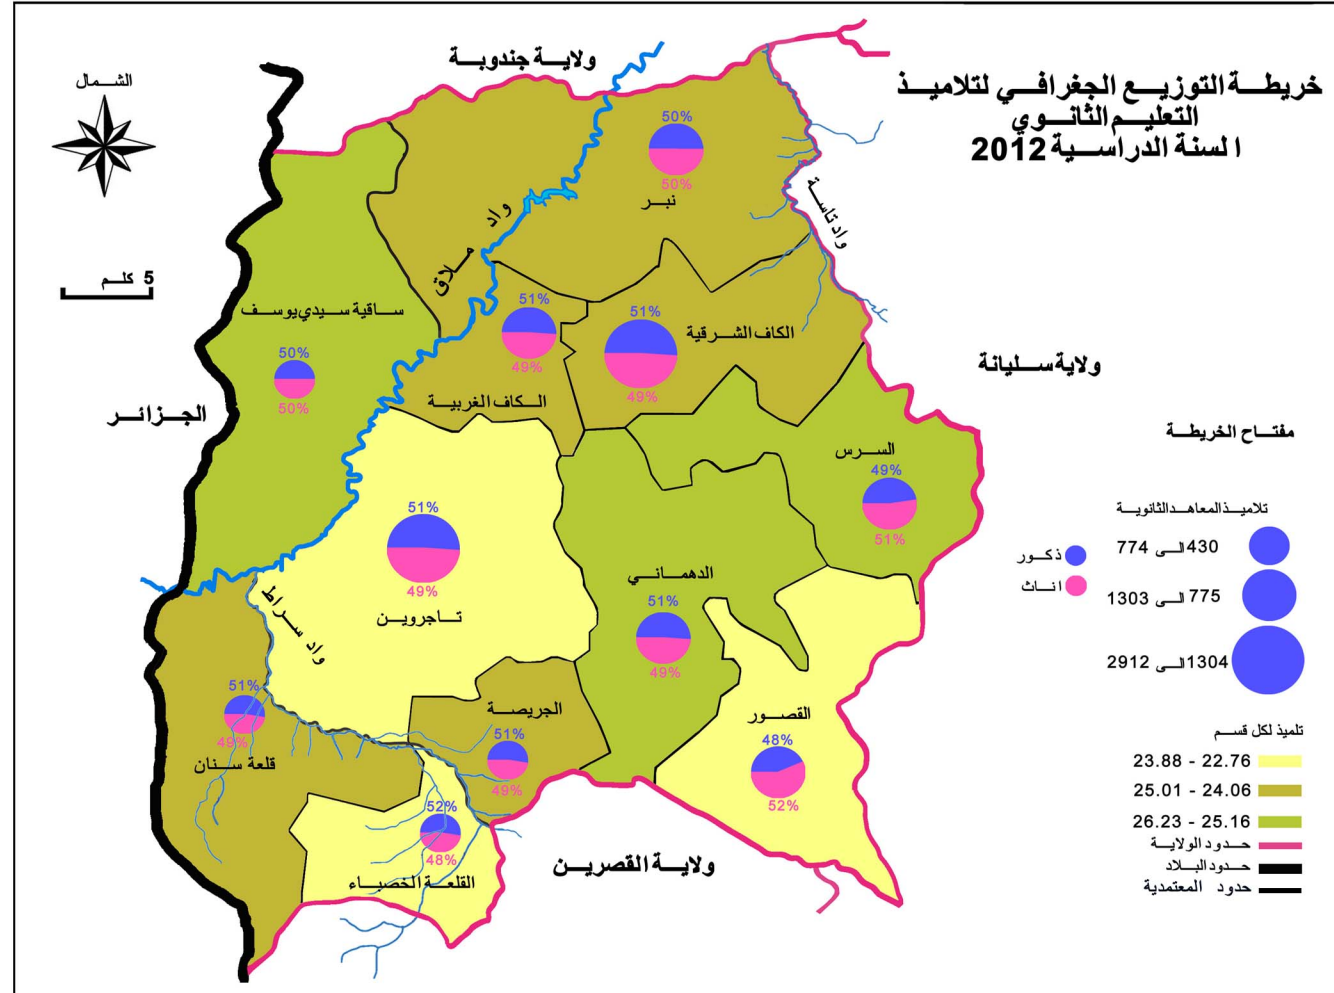 خريطة التوزيع الجغرافي لتلاميذ
التعليم الثانوي
السنة الدراسية 2012
الشمال
5 كلم
ولاية جندوبة
ولاية سليانة
ولاية القصرين
الجزائر
واد ملاق
واد تاسة
واد سراط
50%
50%
نبر
ساقية سيدي يوسف
50%
50%
51%
49%
الكاف الغربية
51%
الكاف الشرقية
49%
السرس
49%
51%
51%
49%
تاجروين
الدهماني
51%
49%
القصور
48%
52%
الجريصة
51%
49%
51%
49%
قلعة سنان
52%
48%
القلعة الخصباء
مفتاح الخريطة
تلاميذ المعاهد الثانوية
430 الى 774
775 الى 1303
1304 الى 2912
ذكور
اناث
تلميذ لكل قسم
23.88 - 22.76
25.01 - 24.06
26.23 - 25.16
حدود الولاية
حدود البلاد
حدود المعتمدية